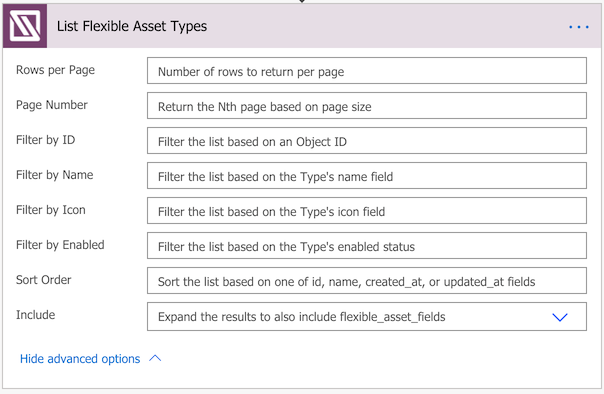 List Flexible Asset Types
Rows per Page
Number of rows to return per page
Page Number
Return the Nth page based on page size
Filter by ID
Filter the list based on an Object ID
Filter by Name
Filter the list based on the Type's name field
Filter by Icon
Filter the list based on the Type's icon field
Filter by Enabled
Filter the list based on the Type's enabled status
Sort Order
Sort the list based on one of id, name, created_at, or updated_at fields
Include
Expand the results to also include flexible_asset_fields
Hide advanced options